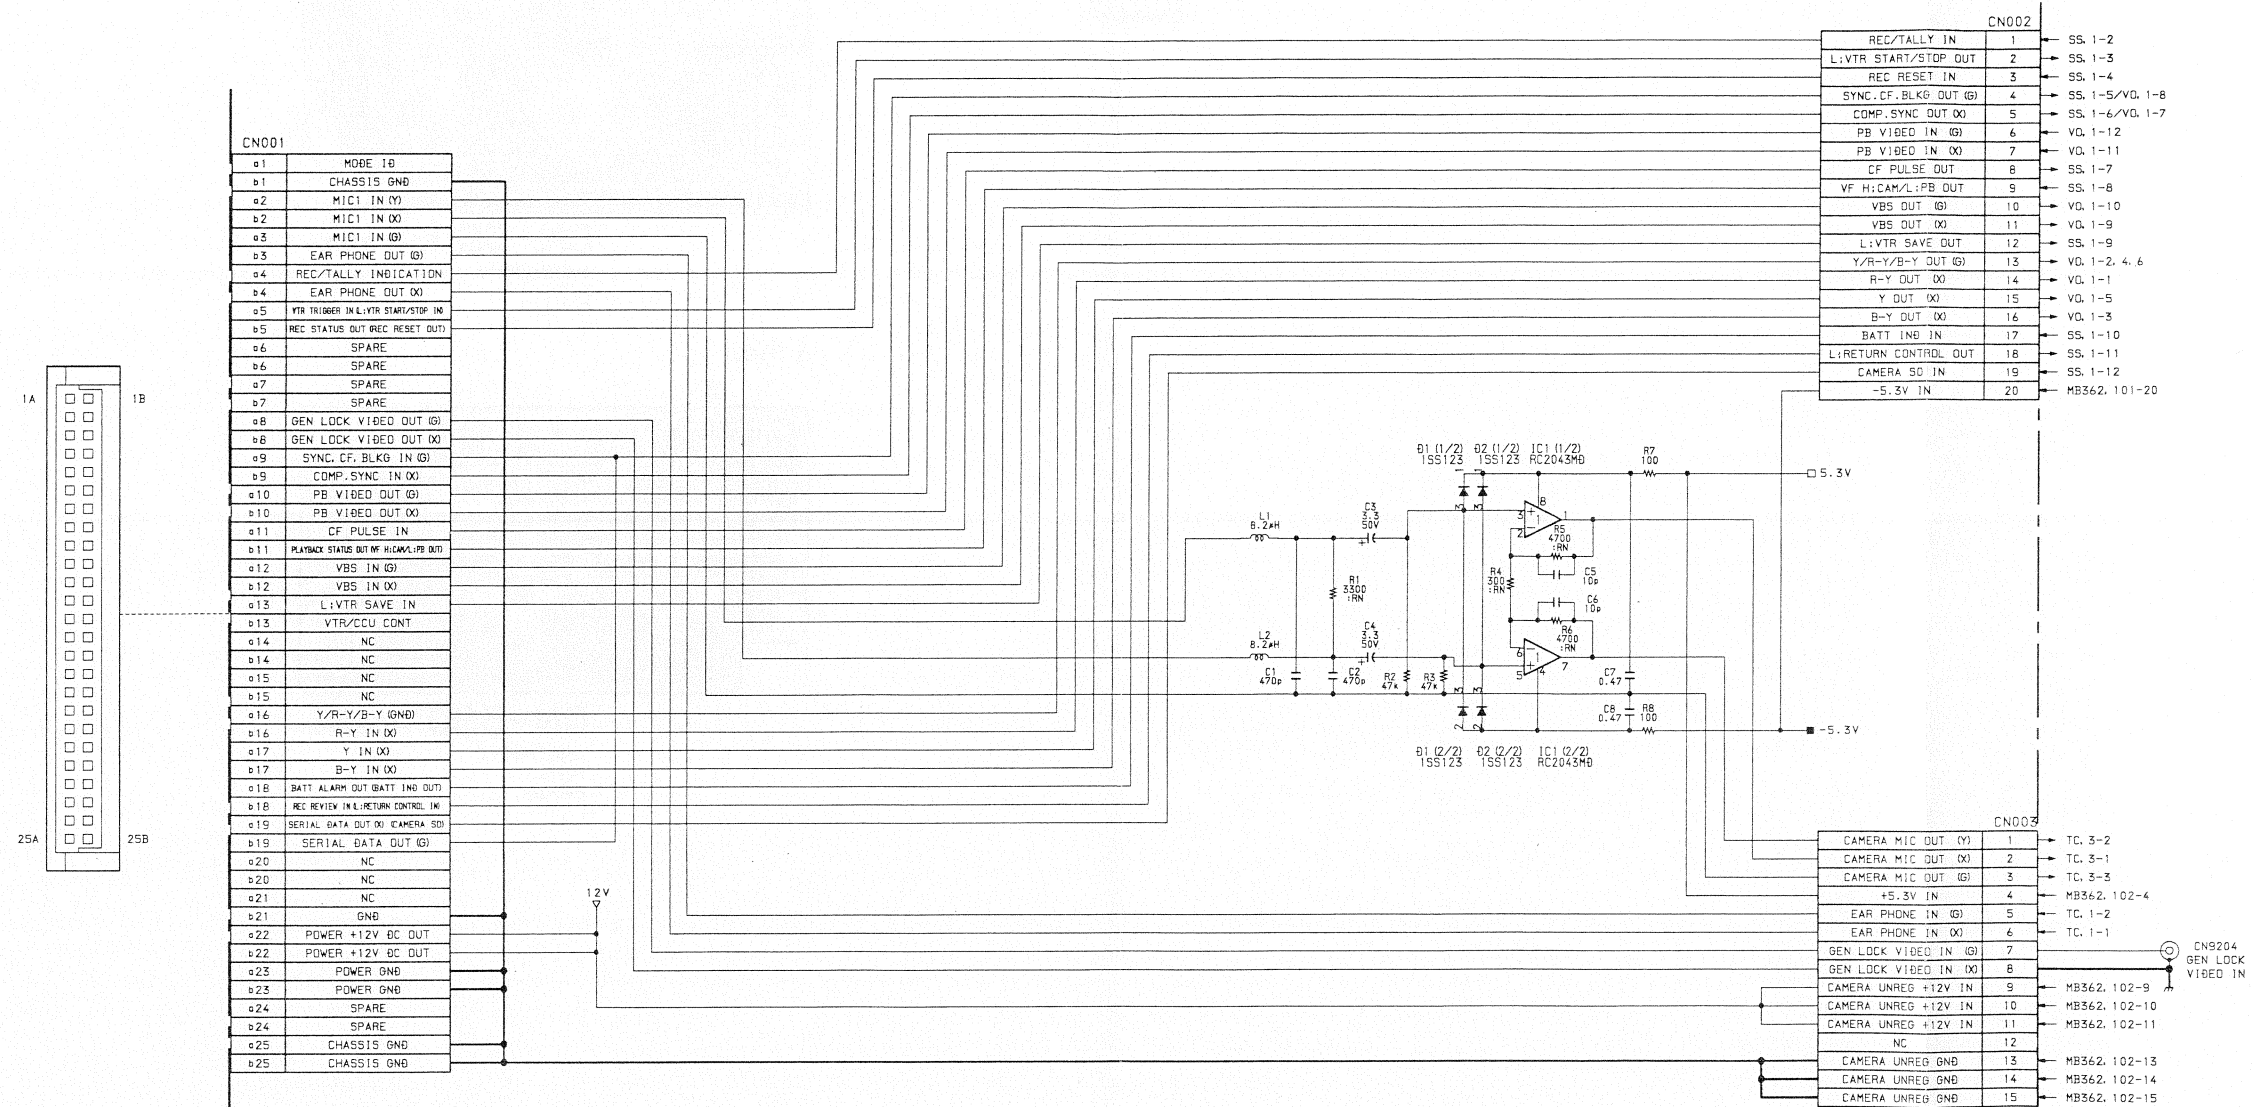 CN002
REC/TALLY IN 1 SS. 1-2
L:VTR START/STOP OUT 2 SS. 1-3
REC RESET IN 3 SS. 1-4
SYNC.CF.BLKG OUT (G) 4 SS. 1-5/VO. 1-8
COMP.SYNC OUT (X) 5 SS. 1-6/VO. 1-7
PB VIDEO IN (G) 6 VO. 1-12
PB VIDEO IN (X) 7 VO. 1-11
CF PULSE OUT 8 SS. 1-7
VF H:CAM/L:PB OUT 9 SS. 1-8
VBS OUT (G) 10 VO. 1-10
VBS OUT (X) 11 VO. 1-9
L:VTR SAVE OUT 12 SS. 1-9
Y/R-Y/B-Y OUT (G) 13 VO. 1-2, 4, 6
R-Y OUT (X) 14 VO. 1-1
Y OUT (X) 15 VO. 1-5
B-Y OUT (X) 16 VO. 1-3
BATT IND IN 17 SS. 1-10
L:RETURN CONTROL OUT 18 SS. 1-11
CAMERA SD IN 19 SS. 1-12
-5.3V IN 20 MB362. 101-20
CN001
a1 MODE ID
b1 CHASSIS GND
a2 MIC1 IN (Y)
b2 MIC1 IN (X)
a3 MIC1 IN (G)
b3 EAR PHONE OUT (G)
a4 REC/TALLY INDICATION
b4 EAR PHONE OUT (X)
a5 VTR TRIGGER IN (L:VTR START/STOP IN)
b5 REC STATUS OUT (REC RESET OUT)
a6 SPARE
b6 SPARE
a7 SPARE
b7 SPARE
a8 GEN LOCK VIDEO OUT (G)
b8 GEN LOCK VIDEO OUT (X)
a9 SYNC. CF. BLKG IN (G)
b9 COMP.SYNC IN (X)
a10 PB VIDEO OUT (G)
b10 PB VIDEO OUT (X)
a11 CF PULSE IN
b11 PLAYBACK STATUS OUT (VF H:CAM/L:PB OUT)
a12 VBS IN (G)
b12 VBS IN (X)
a13 L:VTR SAVE IN
b13 VTR/CCU CONT
a14 NC
b14 NC
a15 NC
b15 NC
a16 Y/R-Y/B-Y (GND)
b16 R-Y IN (X)
a17 Y IN (X)
b17 B-Y IN (X)
a18 BATT ALARM OUT (BATT IND OUT)
b18 REC REVIEW IN (L:RETURN CONTROL IN)
a19 SERIAL DATA OUT (X) (CAMERA SD)
b19 SERIAL DATA OUT (G)
a20 NC
b20 NC
a21 NC
b21 GND
a22 POWER +12V DC OUT
b22 POWER +12V DC OUT
a23 POWER GND
b23 POWER GND
a24 SPARE
b24 SPARE
a25 CHASSIS GND
b25 CHASSIS GND
1A 1B
25A 25B
12V
D1 (1/2) D2 (1/2) IC1 (1/2)
1SS123 1SS123 RC2043MD
R7
100
5.3V
1 1
3 3
8
3 + 1
2 -
L1
8.2μH
C3
3.3
50V
+
R5
4700
:RN
R4
300
:RN
C5
10p
R1
3300
:RN
C6
10p
L2
8.2μH
C4
3.3
50V
+
R6
4700
:RN
6 -
5 + 7
4
C1
470p
C2
470p
R2
47k
R3
47k
C7
0.47
3 3
C8
0.47
R8
100
2 2
-5.3V
D1 (2/2) D2 (2/2) IC1 (2/2)
1SS123 1SS123 RC2043MD
CN003
CAMERA MIC OUT (Y) 1 TC. 3-2
CAMERA MIC OUT (X) 2 TC. 3-1
CAMERA MIC OUT (G) 3 TC. 3-3
+5.3V IN 4 MB362. 102-4
EAR PHONE IN (G) 5 TC. 1-2
EAR PHONE IN (X) 6 TC. 1-1
GEN LOCK VIDEO IN (G) 7
GEN LOCK VIDEO IN (X) 8
CN9204
GEN LOCK
VIDEO IN
CAMERA UNREG +12V IN 9 MB362. 102-9
CAMERA UNREG +12V IN 10 MB362. 102-10
CAMERA UNREG +12V IN 11 MB362. 102-11
NC 12
CAMERA UNREG GND 13 MB362. 102-13
CAMERA UNREG GND 14 MB362. 102-14
CAMERA UNREG GND 15 MB362. 102-15